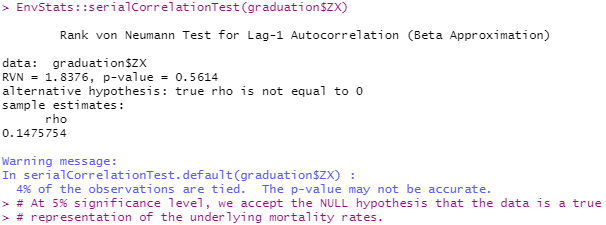 > EnvStats::serialCorrelationTest(graduation$ZX)
Rank von Neumann Test for Lag-1 Autocorrelation (Beta Approximation)
data:  graduation$ZX
RVN = 1.8376, p-value = 0.5614
alternative hypothesis: true rho is not equal to 0
sample estimates:
rho
0.1475754
Warning message:
In serialCorrelationTest.default(graduation$ZX) :
4% of the observations are tied.  The p-value may not be accurate.
> # At 5% significance level, we accept the NULL hypothesis that the data is a true
> # representation of the underlying mortality rates.